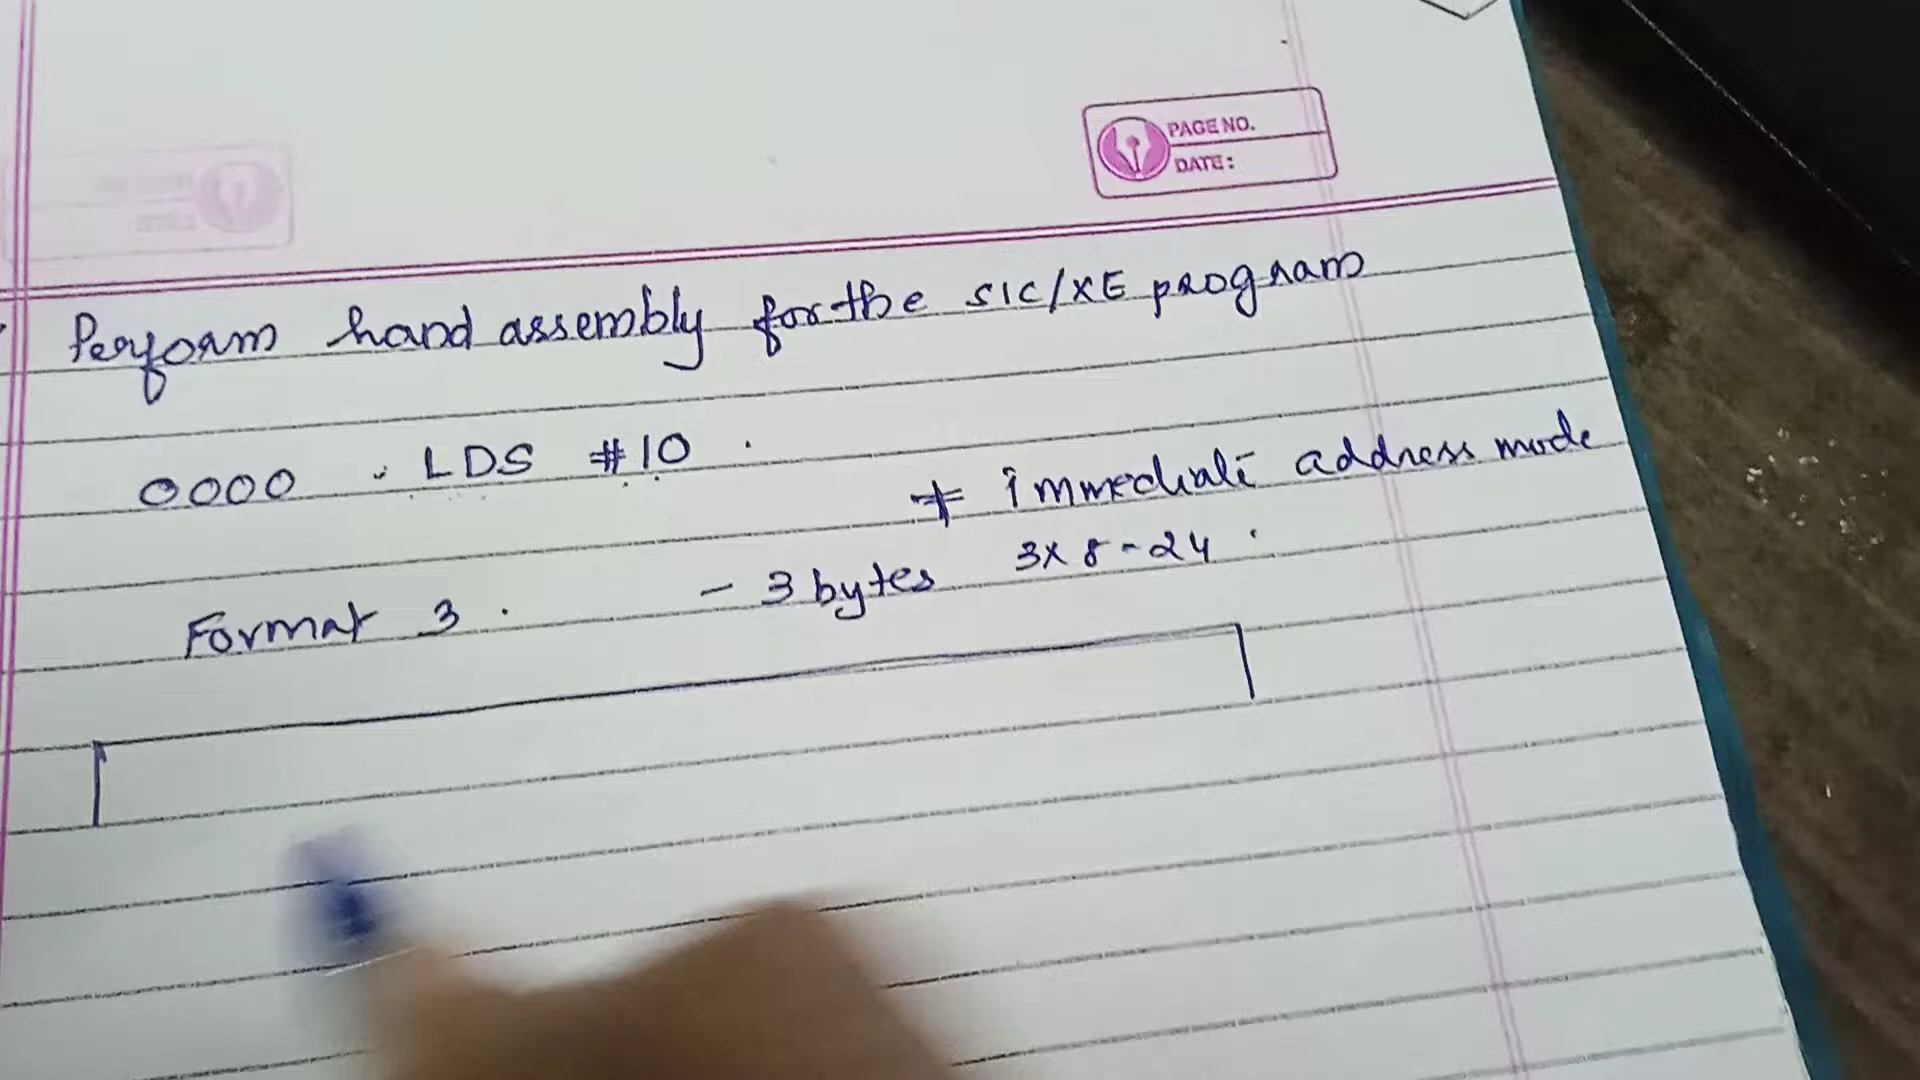 PAGE NO.
DATE:
Perform hand assembly for the SIC/XE program
0000 . LDS #10 .
* immediate address mode
Format 3 . - 3 bytes 3x8-24 .